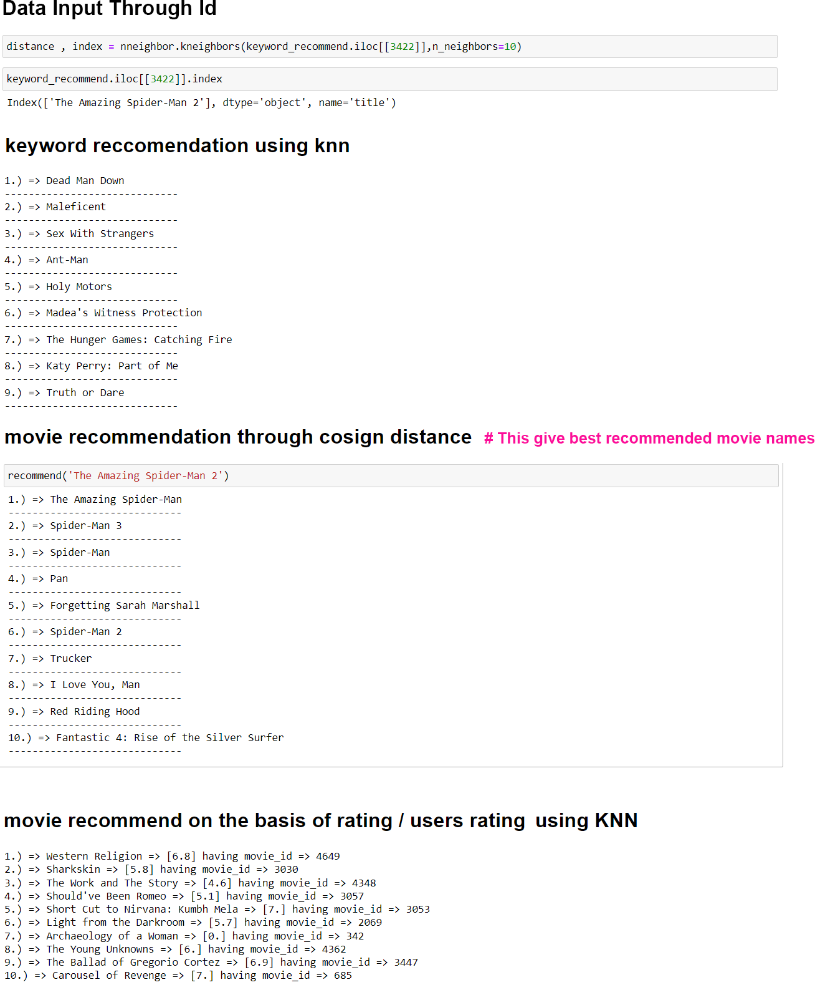 Data Input Through Id
distance , index = nneighbor.kneighbors(keyword_recommend.iloc[[3422]],n_neighbors=10)
keyword_recommend.iloc[[3422]].index
Index(['The Amazing Spider-Man 2'], dtype='object', name='title')
keyword reccomendation using knn
1.) => Dead Man Down
-----------------------------
2.) => Maleficent
-----------------------------
3.) => Sex With Strangers
-----------------------------
4.) => Ant-Man
-----------------------------
5.) => Holy Motors
-----------------------------
6.) => Madea's Witness Protection
-----------------------------
7.) => The Hunger Games: Catching Fire
-----------------------------
8.) => Katy Perry: Part of Me
-----------------------------
9.) => Truth or Dare
-----------------------------
movie recommendation through cosign distance # This give best recommended movie names
recommend('The Amazing Spider-Man 2')
1.) => The Amazing Spider-Man
-----------------------------
2.) => Spider-Man 3
-----------------------------
3.) => Spider-Man
-----------------------------
4.) => Pan
-----------------------------
5.) => Forgetting Sarah Marshall
-----------------------------
6.) => Spider-Man 2
-----------------------------
7.) => Trucker
-----------------------------
8.) => I Love You, Man
-----------------------------
9.) => Red Riding Hood
-----------------------------
10.) => Fantastic 4: Rise of the Silver Surfer
-----------------------------
movie recommend on the basis of rating / users rating using KNN
1.) => Western Religion => [6.8] having movie_id => 4649
2.) => Sharkskin => [5.8] having movie_id => 3030
3.) => The Work and The Story => [4.6] having movie_id => 4348
4.) => Should've Been Romeo => [5.1] having movie_id => 3057
5.) => Short Cut to Nirvana: Kumbh Mela => [7.] having movie_id => 3053
6.) => Light from the Darkroom => [5.7] having movie_id => 2069
7.) => Archaeology of a Woman => [0.] having movie_id => 342
8.) => The Young Unknowns => [6.] having movie_id => 4362
9.) => The Ballad of Gregorio Cortez => [6.9] having movie_id => 3447
10.) => Carousel of Revenge => [7.] having movie_id => 685